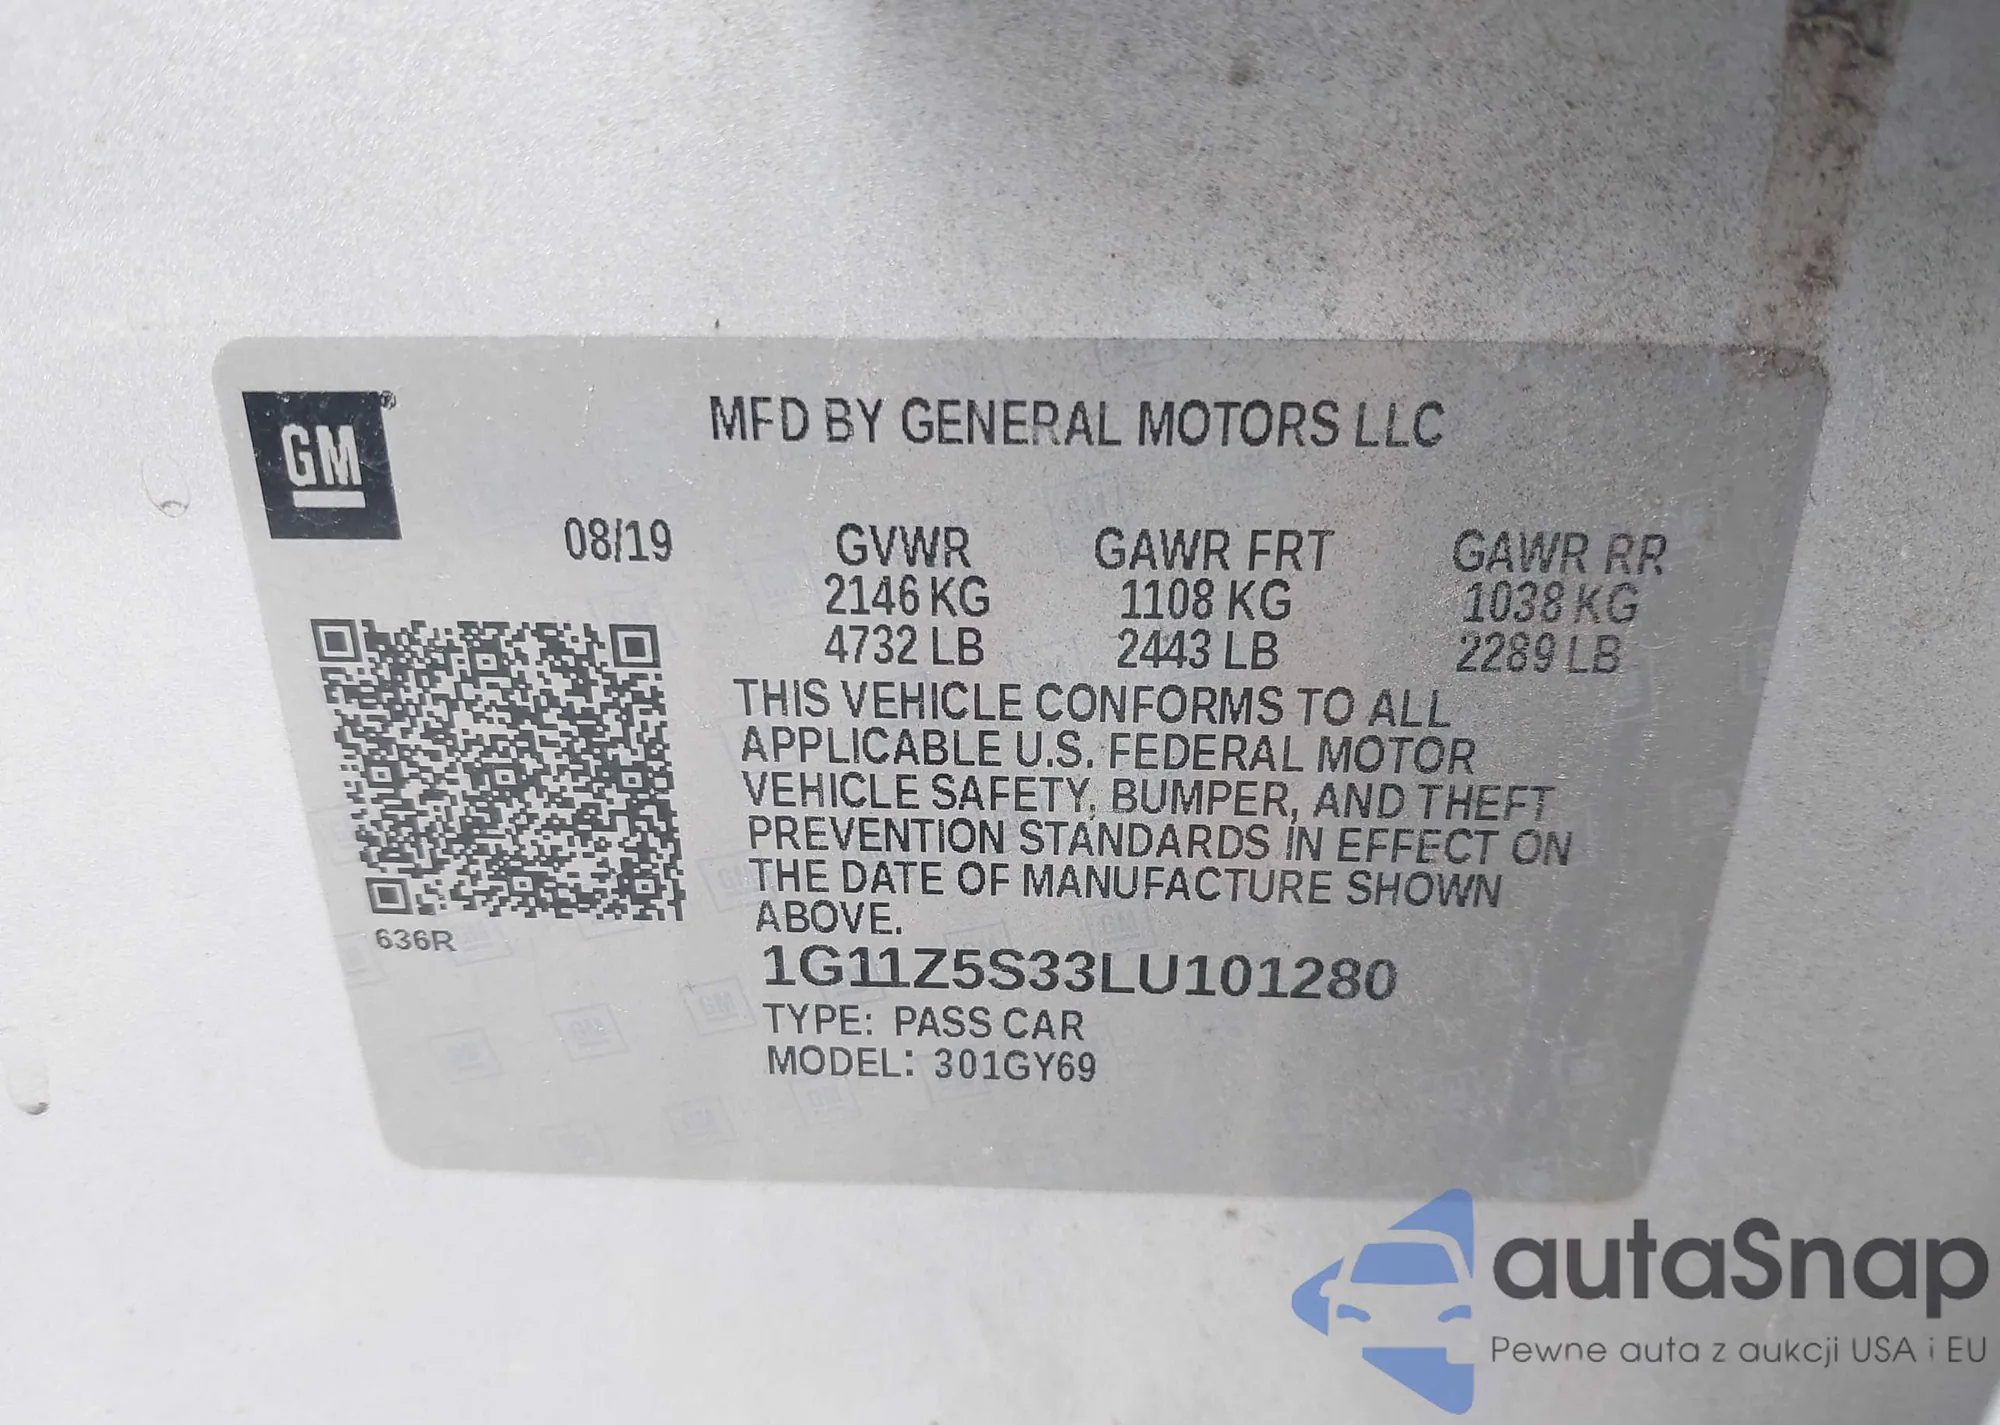 GM®
MFD BY GENERAL MOTORS LLC
08/19 GVWR GAWR FRT GAWR RR
2146 KG 1108 KG 1038 KG
4732 LB 2443 LB 2289 LB
THIS VEHICLE CONFORMS TO ALL
APPLICABLE U.S. FEDERAL MOTOR
VEHICLE SAFETY, BUMPER, AND THEFT
PREVENTION STANDARDS IN EFFECT ON
THE DATE OF MANUFACTURE SHOWN
ABOVE.
636R
1G11Z5S33LU101280
TYPE: PASS CAR
MODEL: 301GY69
autaSnap
Pewne auta z aukcji USA i EU